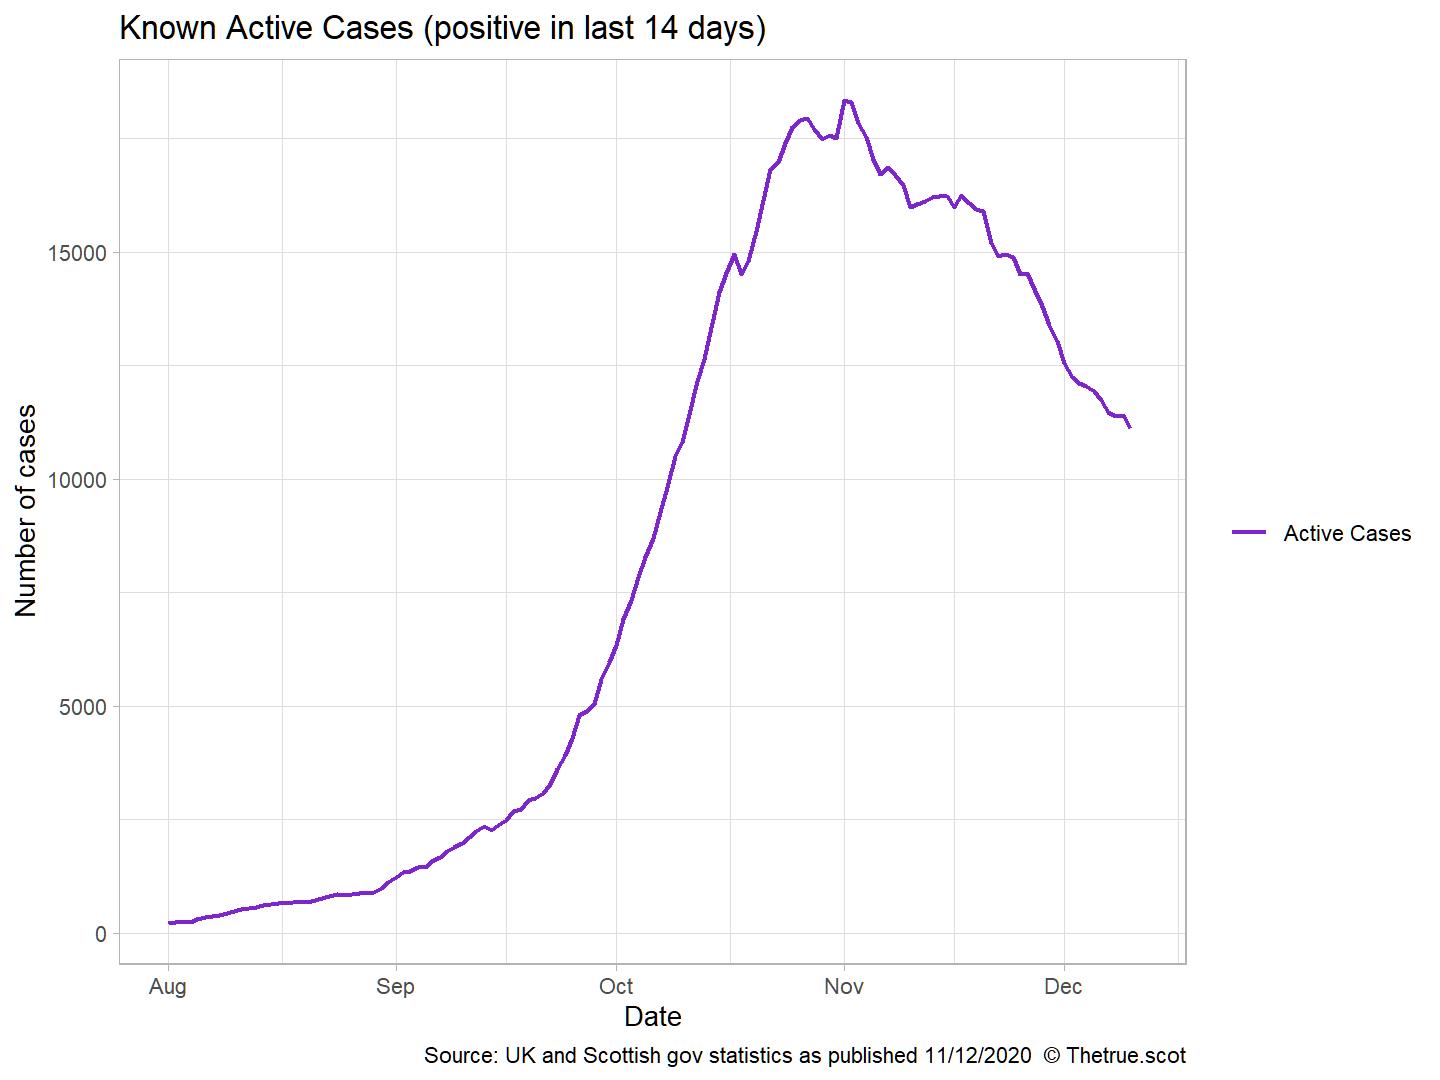 Known Active Cases (positive in last 14 days)
Number of cases
15000
10000
5000
0
Aug Sep Oct Nov Dec
Date
Active Cases
Source: UK and Scottish gov statistics as published 11/12/2020 © Thetrue.scot